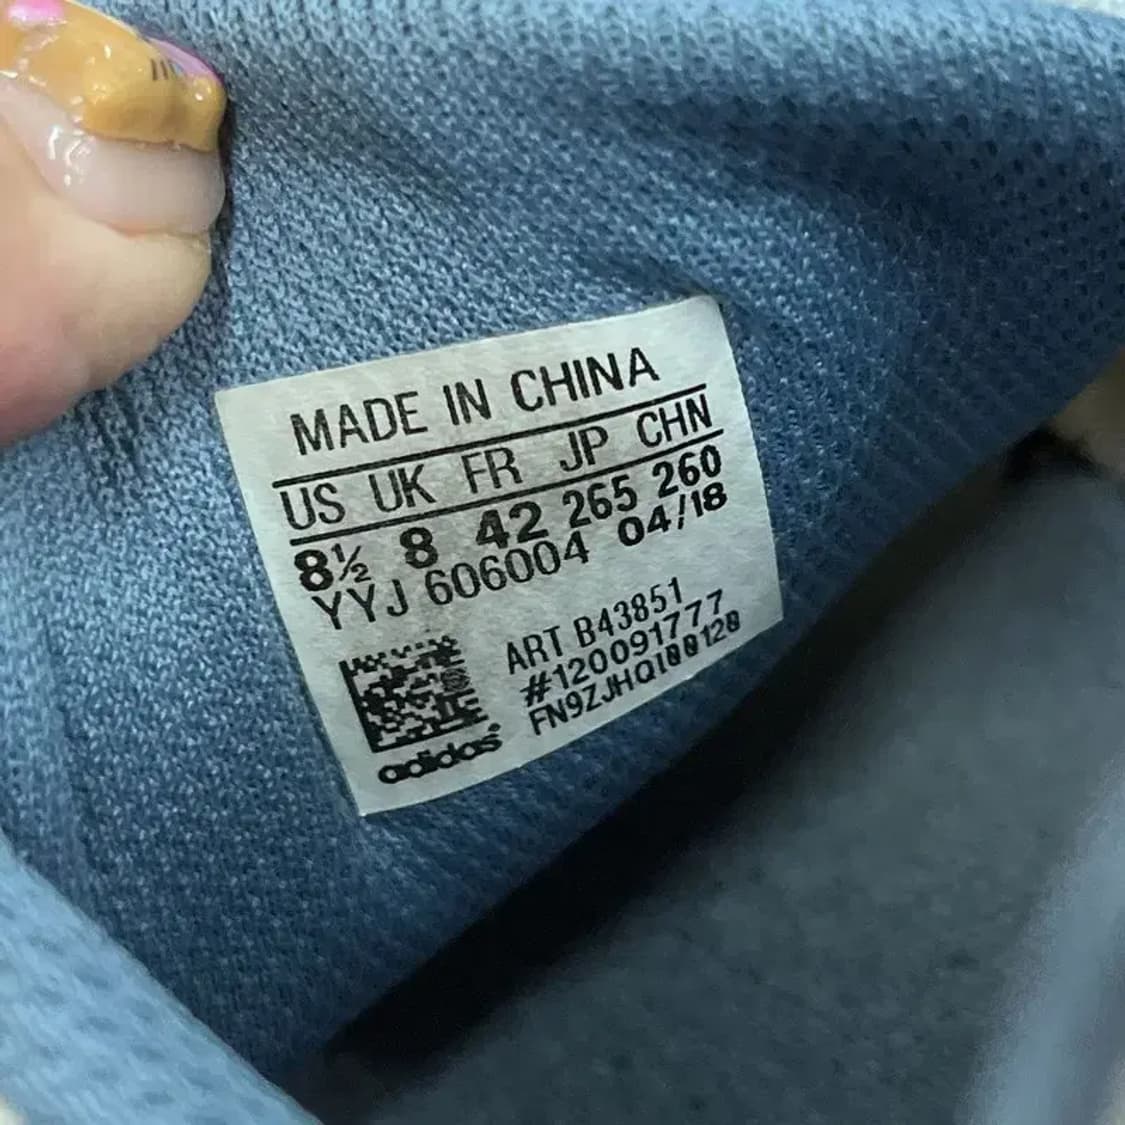 MADE IN CHINA
US UK FR JP CHN
8½ 8 42 265 260
YYJ 606004 04/18
ART B43851
#120091777
FN9ZJHQI00128
adidas